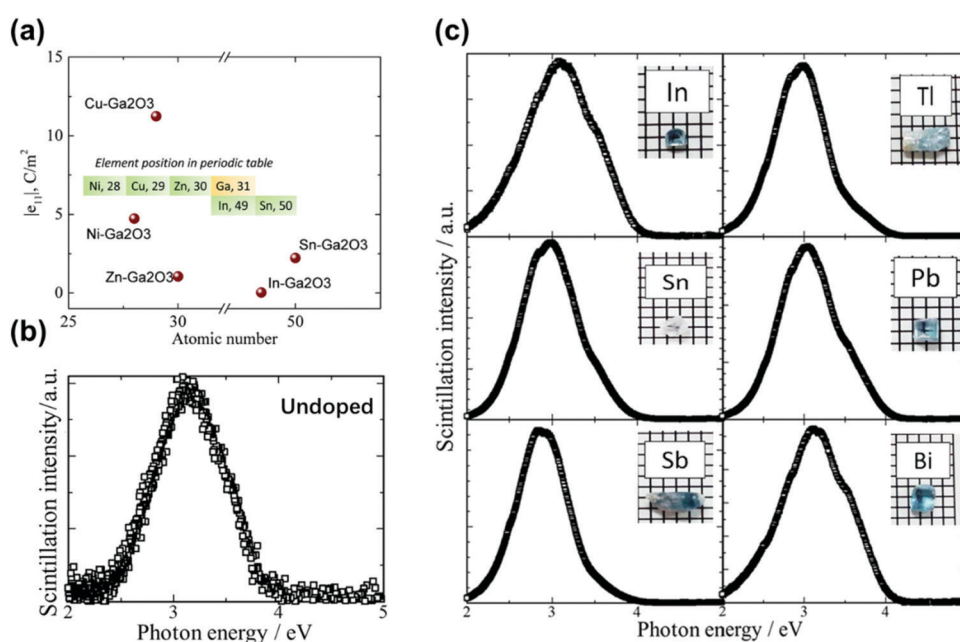 (a)
15
10
5
0
|e₁₁|, C/m²
Cu-Ga2O3
Element position in periodic table
Ni, 28 Cu, 29 Zn, 30 Ga, 31
In, 49 Sn, 50
Ni-Ga2O3
Sn-Ga2O3
Zn-Ga2O3
In-Ga2O3
25 30 50
Atomic number
(b)
Undoped
Scintillation intensity/a.u.
2 3 4 5
Photon energy / eV
(c)
In
Tl
Sn
Pb
Sb
Bi
Scintillation intensity / a.u.
2 3 4 2 3 4
Photon energy / eV